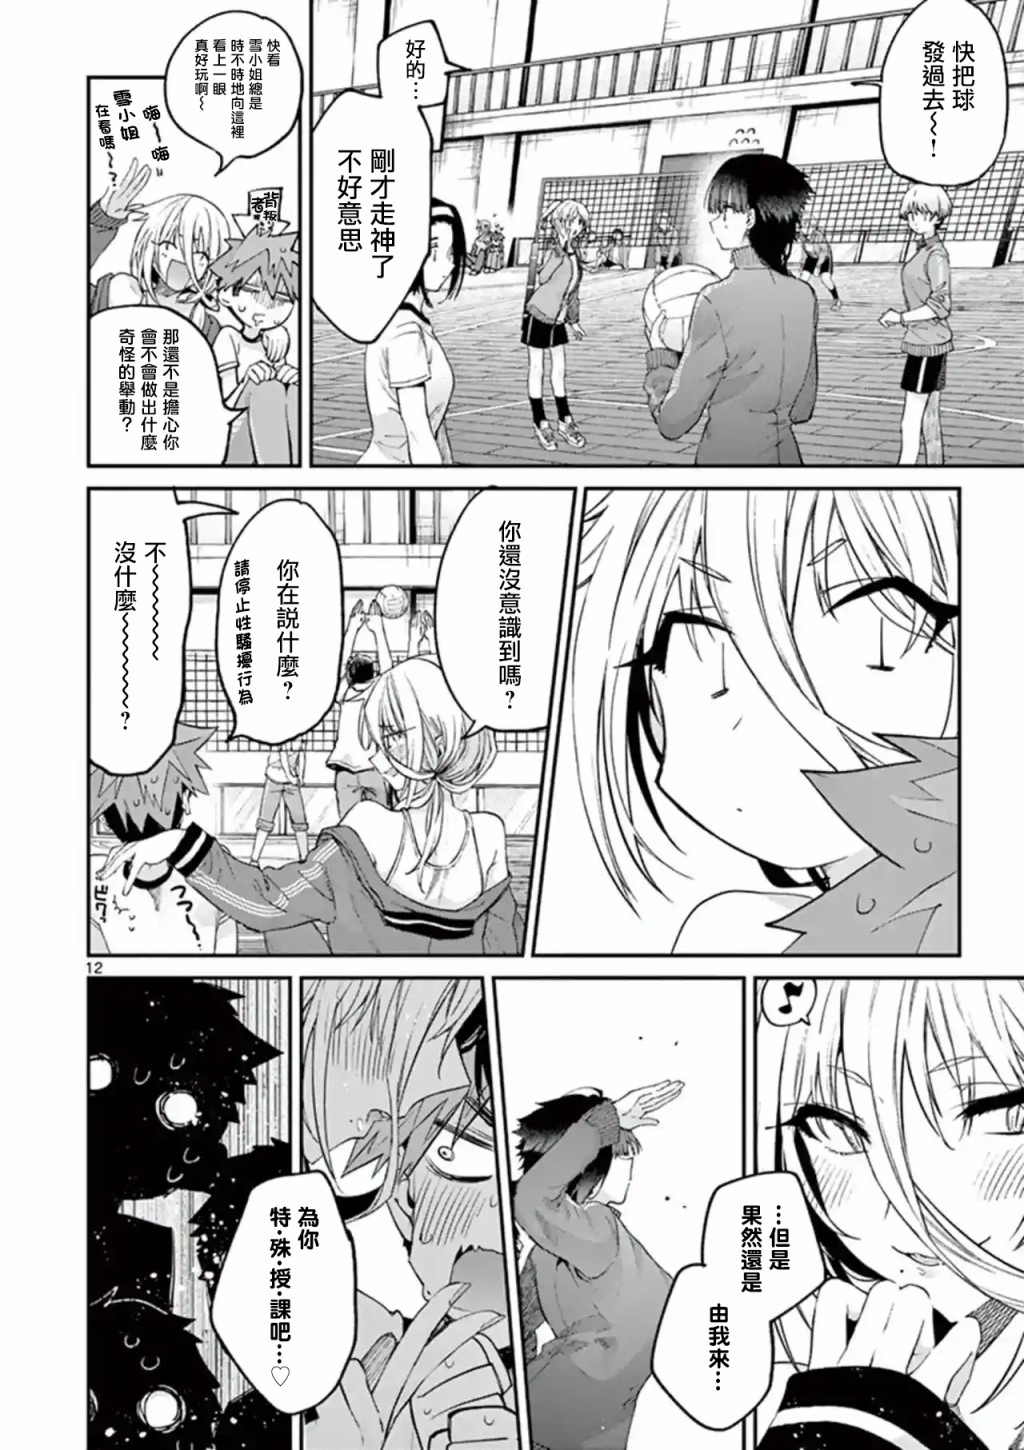 快把球
發過去～！
好的…
剛才走神了
不好意思
快看
雪小姐總是
時不時地向這裡
看上一眼
真好玩啊～
嗨～嗨
雪小姐
在看嗎～？
背叛
者
那還不是擔心你
會不會做出什麼
奇怪的舉動？
你還沒意識到嗎？
你在説什麼？
請停止性騷擾行為
不～～～～
沒什麼～～～～？
12
…但是
果然還是
由我來…
為你
特·殊·授·課吧…♡